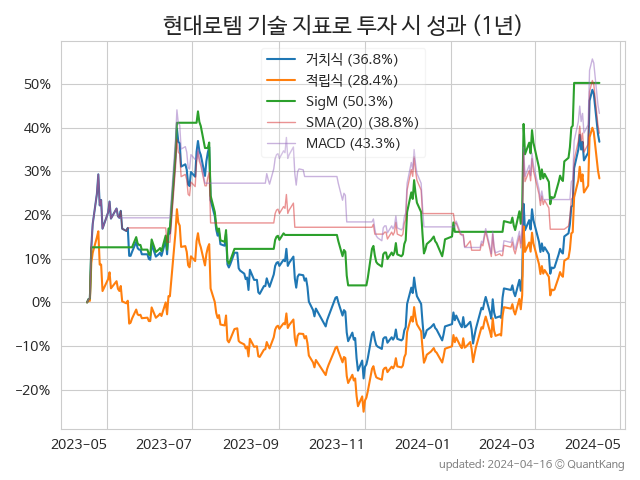 현대로템 기술 지표로 투자 시 성과 (1년)
거치식 (36.8%)
적립식 (28.4%)
SigM (50.3%)
SMA(20) (38.8%)
MACD (43.3%)
50%
40%
30%
20%
10%
0%
−10%
−20%
2023-05 2023-07 2023-09 2023-11 2024-01 2024-03 2024-05
updated: 2024-04-16 © QuantKang